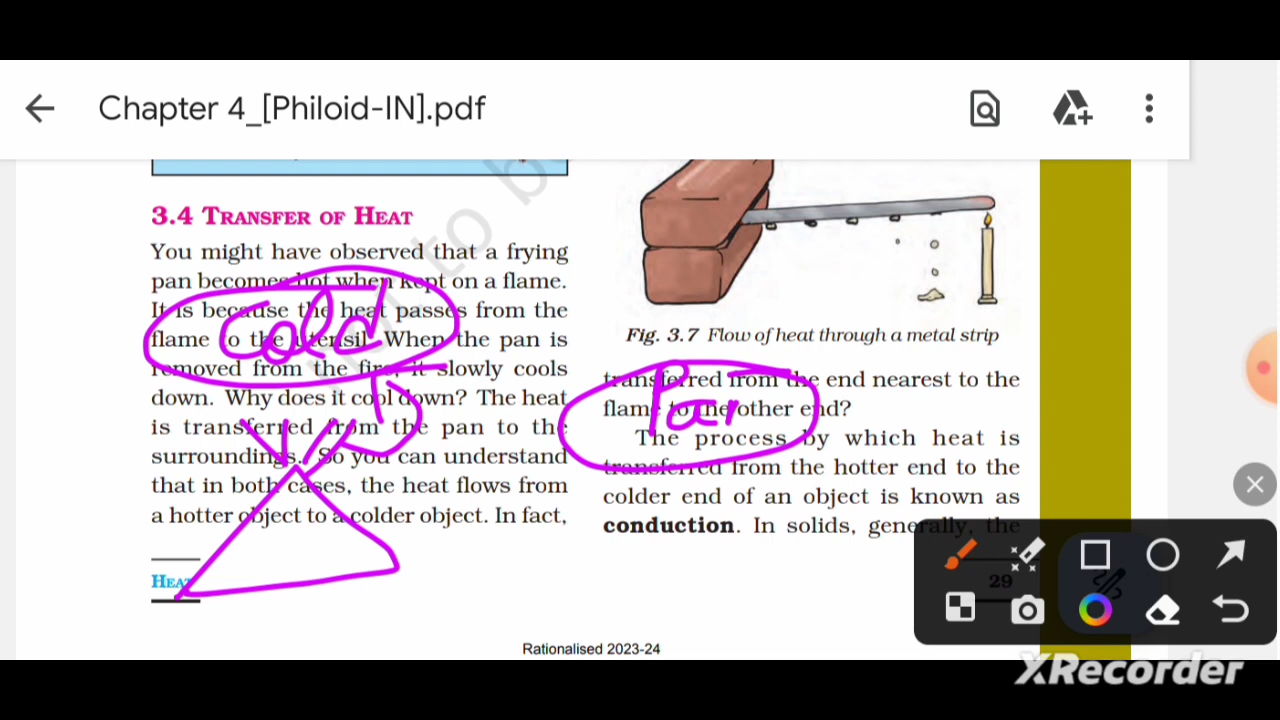 Chapter 4_[Philoid-IN].pdf
to b
3.4 TRANSFER OF HEAT
You might have observed that a frying
pan becomes hot when kept on a flame.
It is because the heat passes from the
flame to the utensil. When the pan is
removed from the fire, it slowly cools
down. Why does it cool down? The heat
is transferred from the pan to the
surroundings. So you can understand
that in both cases, the heat flows from
a hotter object to a colder object. In fact,
Cold
HEAT
Fig. 3.7 Flow of heat through a metal strip
transferred from the end nearest to the
flame to the other end?
The process by which heat is
transferred from the hotter end to the
colder end of an object is known as
conduction. In solids, generally, the
Pan
29
Rationalised 2023-24
XRecorder